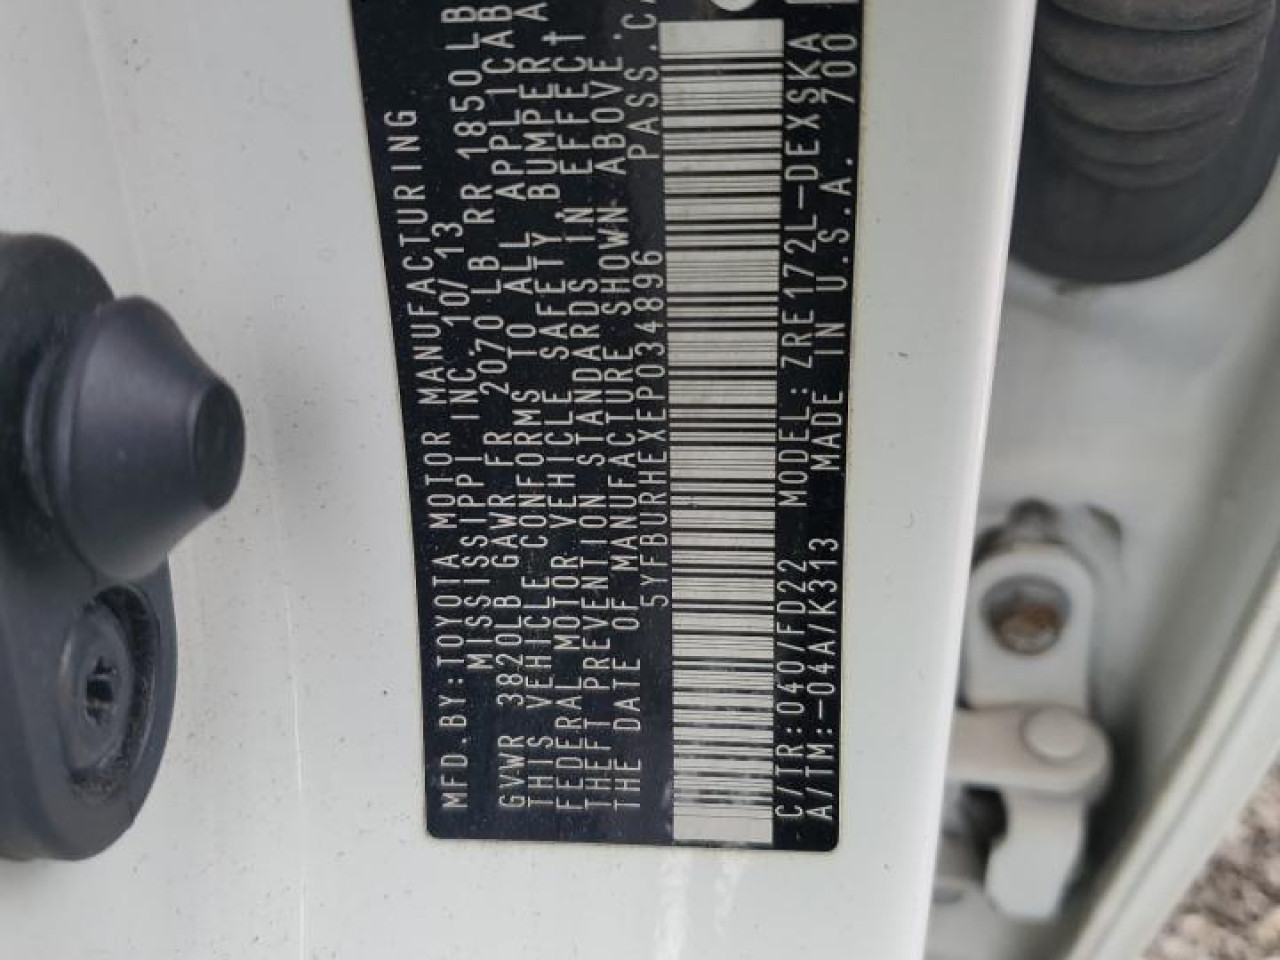 MFD.BY:TOYOTA MOTOR MANUFACTURING
MISSISSIPPI INC. 10/13
GVWR 3820LB GAWR FR 2070 LB RR 1850 LB
THIS VEHICLE CONFORMS TO ALL APPLICAB
FEDERAL MOTOR VEHICLE SAFETY, BUMPER A
THEFT PREVENTION STANDARDS IN EFFECT
THE DATE OF MANUFACTURE SHOWN ABOVE.
5YFBURHEXEP034896 PASS.CA
C/TR:040/FD22 MODEL:ZRE172L-DEXSKA
A/TM:-04A/K313 MADE IN U.S.A. 700